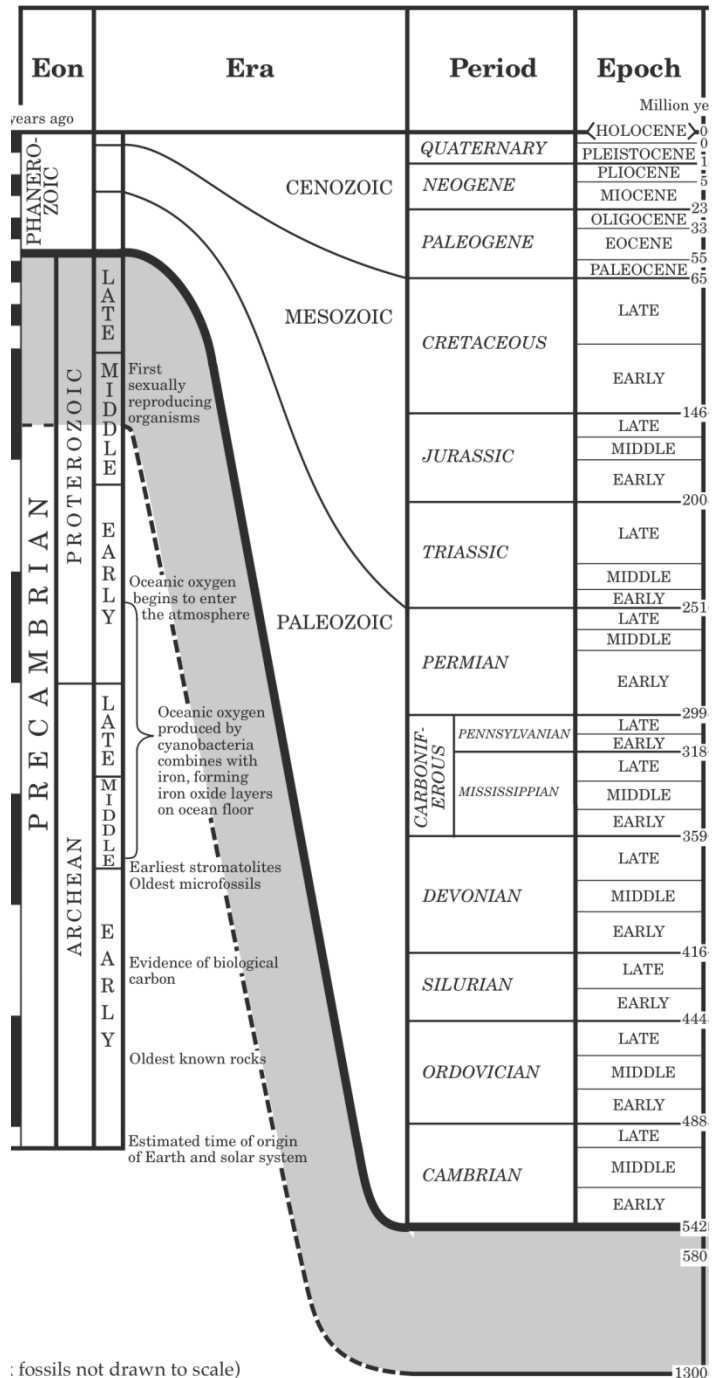 Eon
Era
Period
Epoch
years ago
Million ye
PHANERO-
ZOIC
PRECAMBRIAN
PROTEROZOIC
ARCHEAN
LATE
MIDDLE
EARLY
LATE
MIDDLE
EARLY
First
sexually
reproducing
organisms
Oceanic oxygen
begins to enter
the atmosphere
Oceanic oxygen
produced by
cyanobacteria
combines with
iron, forming
iron oxide layers
on ocean floor
Earliest stromatolites
Oldest microfossils
Evidence of biological
carbon
Oldest known rocks
Estimated time of origin
of Earth and solar system
CENOZOIC
MESOZOIC
PALEOZOIC
QUATERNARY
NEOGENE
PALEOGENE
CRETACEOUS
JURASSIC
TRIASSIC
PERMIAN
CARBONIF-
EROUS
PENNSYLVANIAN
MISSISSIPPIAN
DEVONIAN
SILURIAN
ORDOVICIAN
CAMBRIAN
HOLOCENE 0
0
PLEISTOCENE
1
PLIOCENE
5
MIOCENE
23
OLIGOCENE
33
EOCENE
55
PALEOCENE
65
LATE
EARLY
146
LATE
MIDDLE
EARLY
200
LATE
MIDDLE
EARLY
251
LATE
MIDDLE
EARLY
299
LATE
EARLY
318
LATE
MIDDLE
EARLY
359
LATE
MIDDLE
EARLY
416
LATE
EARLY
444
LATE
MIDDLE
EARLY
488
LATE
MIDDLE
EARLY
542
580
1300
fossils not drawn to scale)